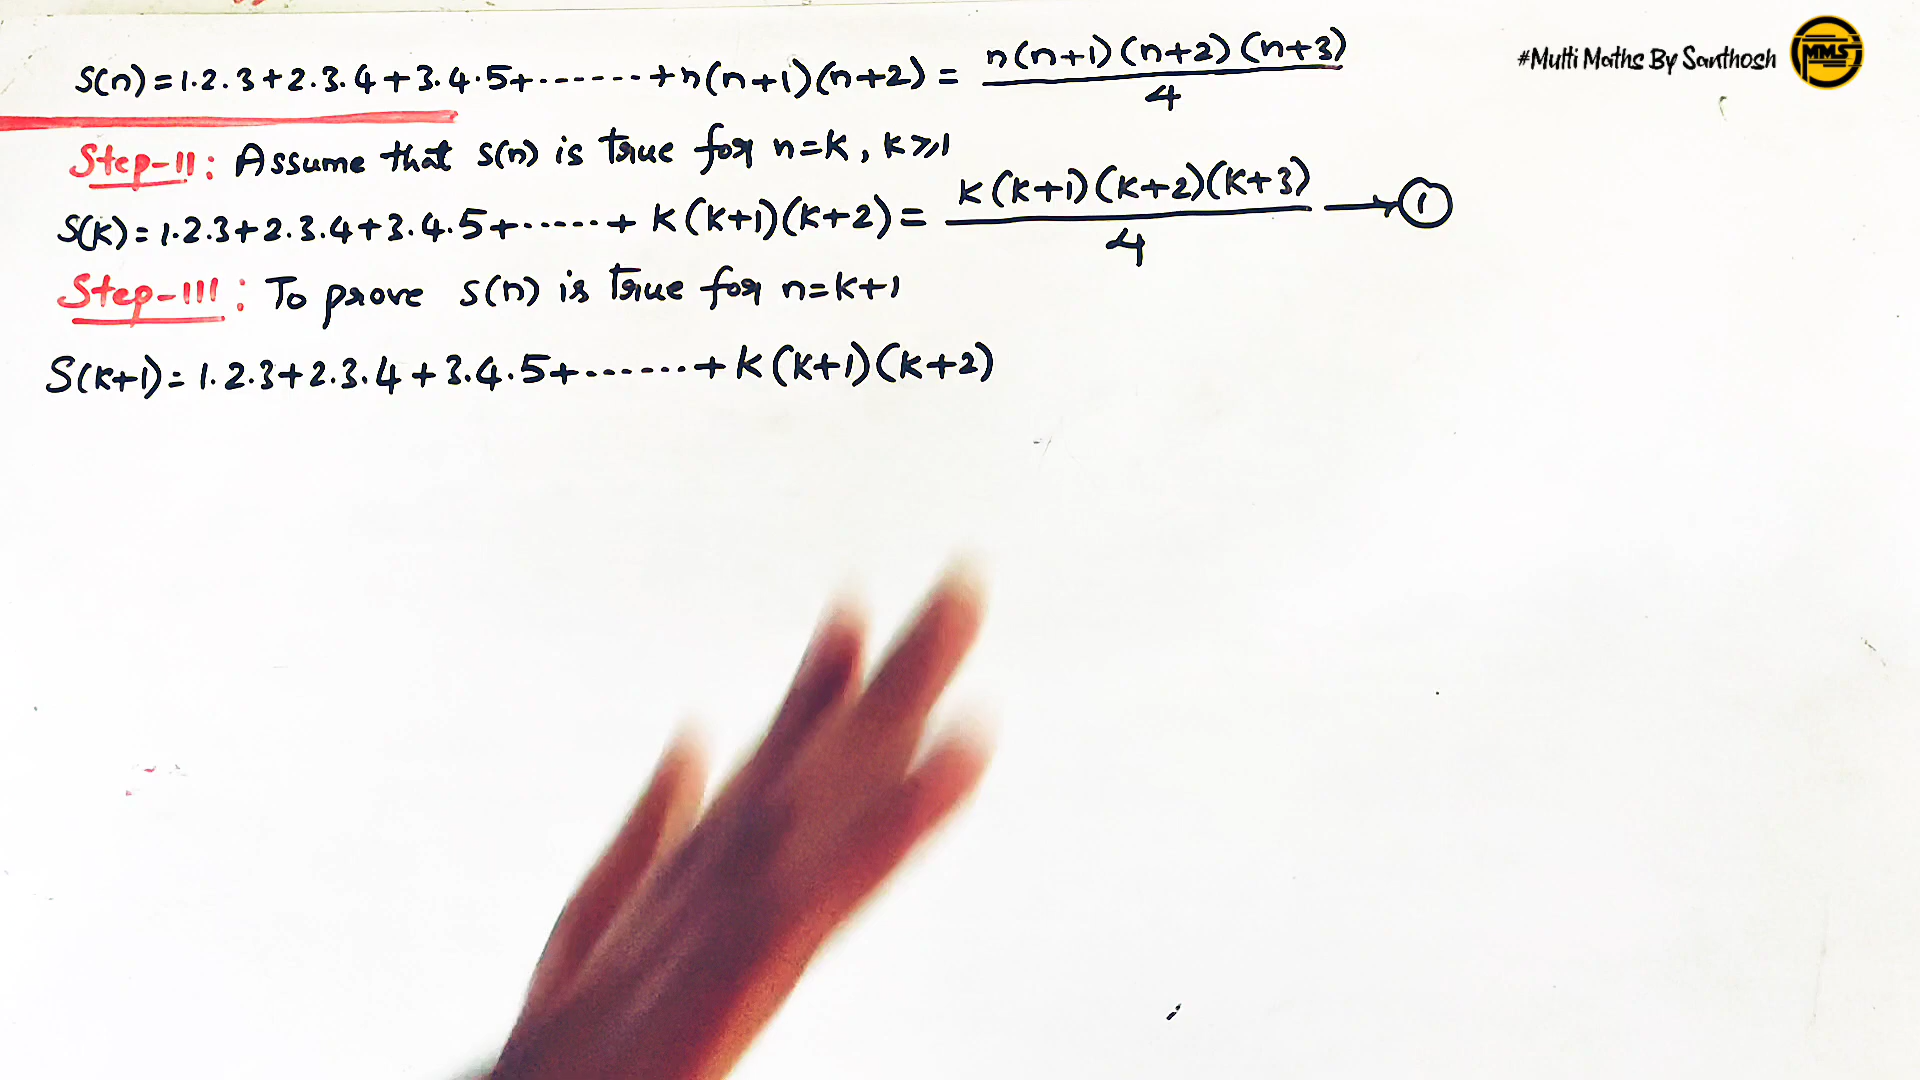 S(n)=1.2.3+2.3.4+3.4.5+.......+n(n+1)(n+2) = n(n+1)(n+2)(n+3)/4
#Multi Maths By Santhosh
MMS
Step-II: Assume that S(n) is true for n=k, k≥1
S(k)=1.2.3+2.3.4+3.4.5+......+ k(k+1)(k+2)= k(k+1)(k+2)(k+3)/4 → 1
Step-III: To prove S(n) is true for n=k+1
S(k+1)=1.2.3+2.3.4+3.4.5+.......+k(k+1)(k+2)